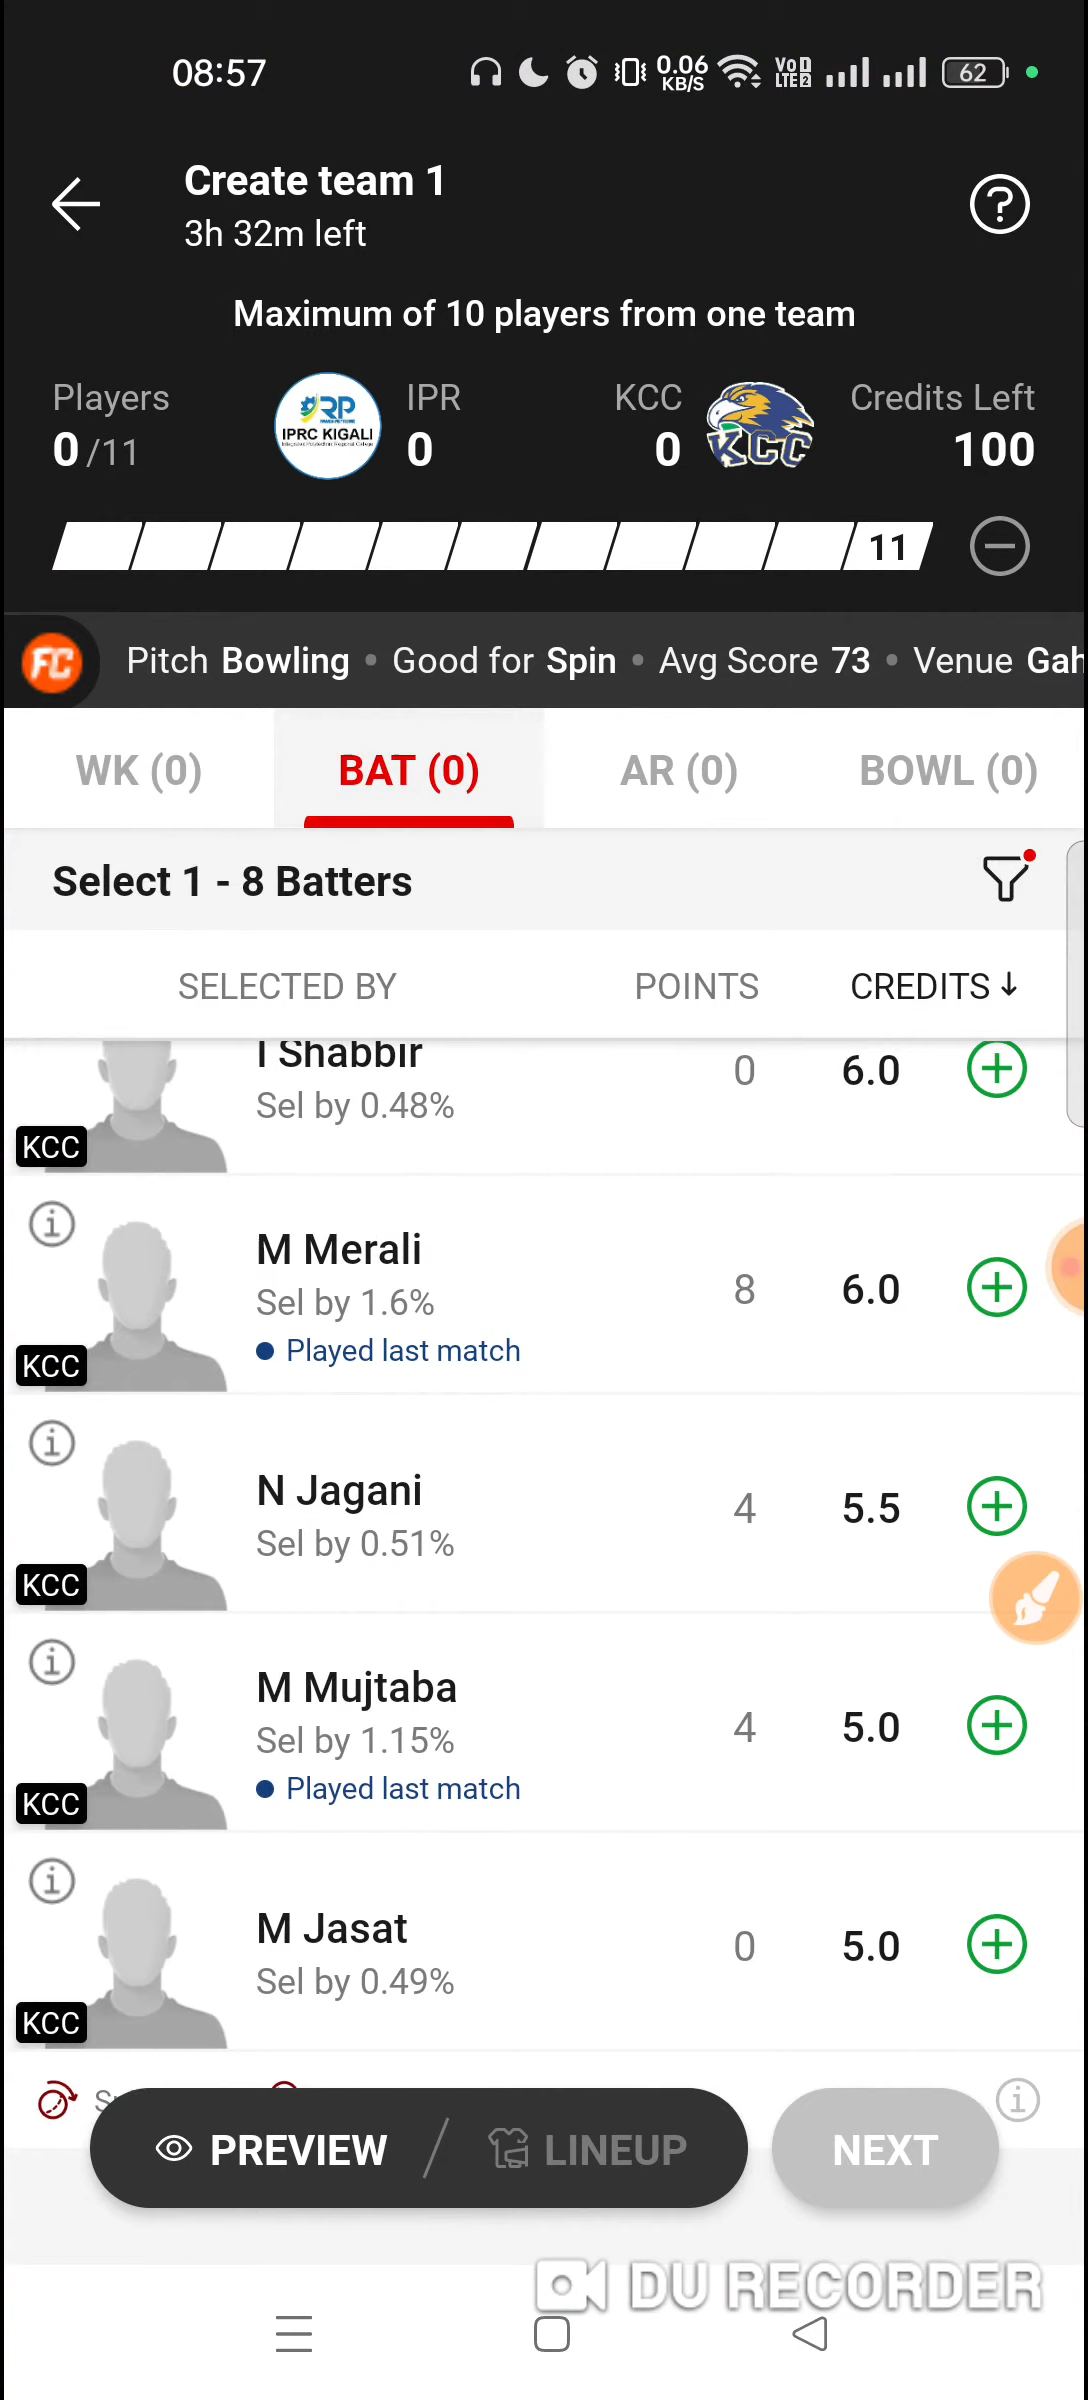 08:57
0.06 KB/S
Vo 1 LTE 2
62
Create team 1
3h 32m left
Maximum of 10 players from one team
Players
IPR
KCC
Credits Left
0 /11
RP
IPRC KIGALI
0
0
KCC
100
11
FC Pitch Bowling • Good for Spin • Avg Score 73 • Venue Gah
WK (0)
BAT (0)
AR (0)
BOWL (0)
Select 1 - 8 Batters
SELECTED BY
POINTS
CREDITS ↓
I Shabbir
Sel by 0.48%
0
6.0
KCC
M Merali
Sel by 1.6%
8
6.0
Played last match
KCC
N Jagani
Sel by 0.51%
4
5.5
KCC
M Mujtaba
Sel by 1.15%
4
5.0
Played last match
KCC
M Jasat
Sel by 0.49%
0
5.0
KCC
PREVIEW
LINEUP
NEXT
DU RECORDER